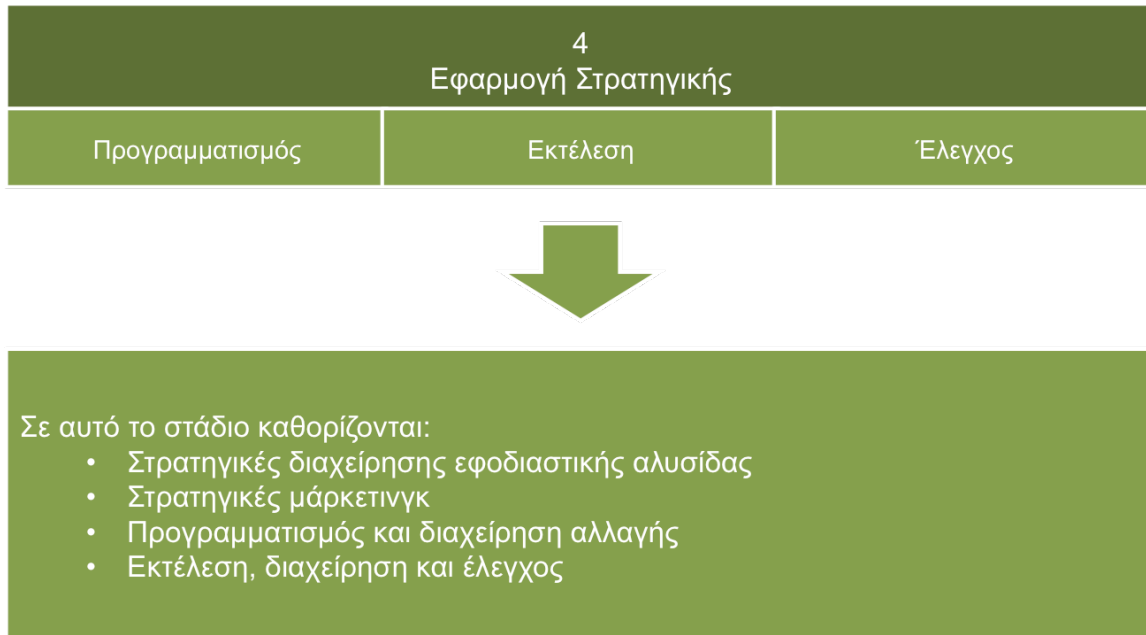 4
Εφαρμογή Στρατηγικής
Προγραμματισμός
Εκτέλεση
Έλεγχος
Σε αυτό το στάδιο καθορίζονται:
• Στρατηγικές διαχείρησης εφοδιαστικής αλυσίδας
• Στρατηγικές μάρκετινγκ
• Προγραμματισμός και διαχείρηση αλλαγής
• Εκτέλεση, διαχείρηση και έλεγχος